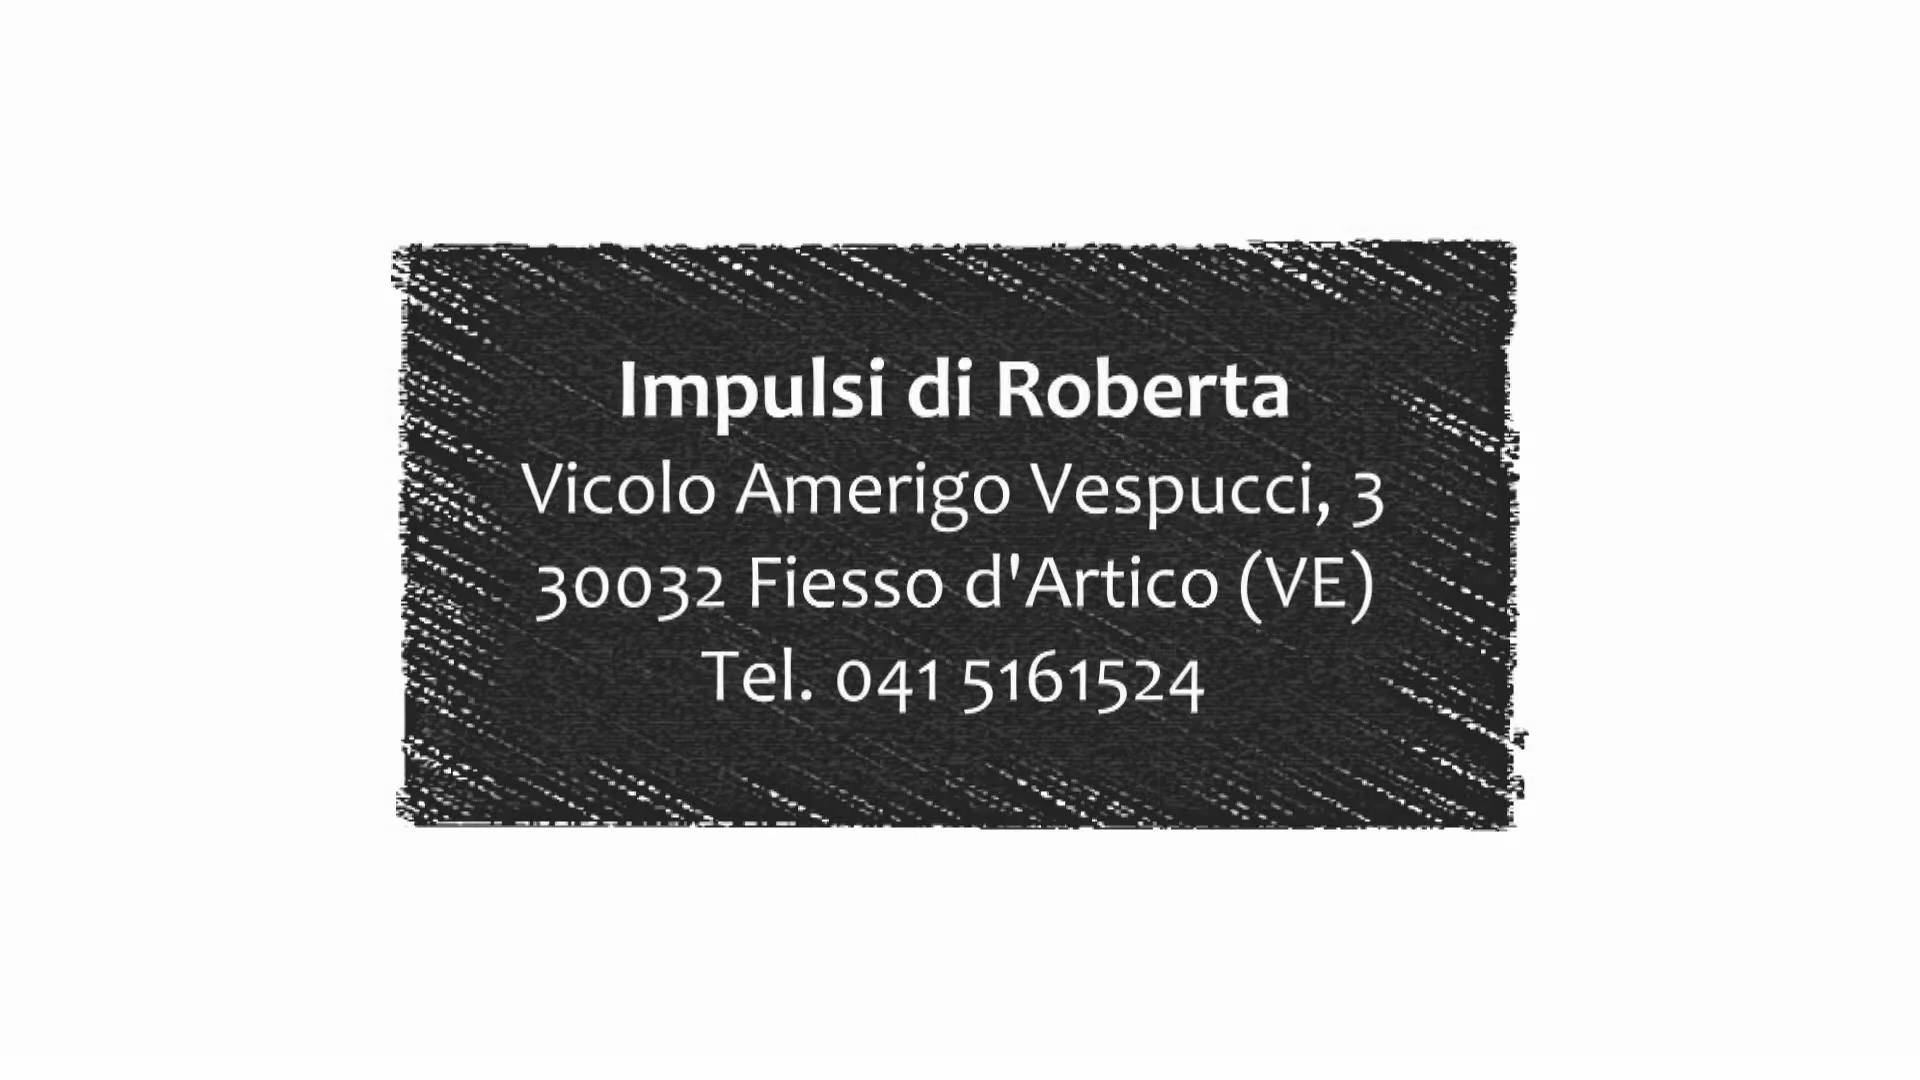 Impulsi di Roberta
Vicolo Amerigo Vespucci, 3
30032 Fiesso d'Artico (VE)
Tel. 041 5161524